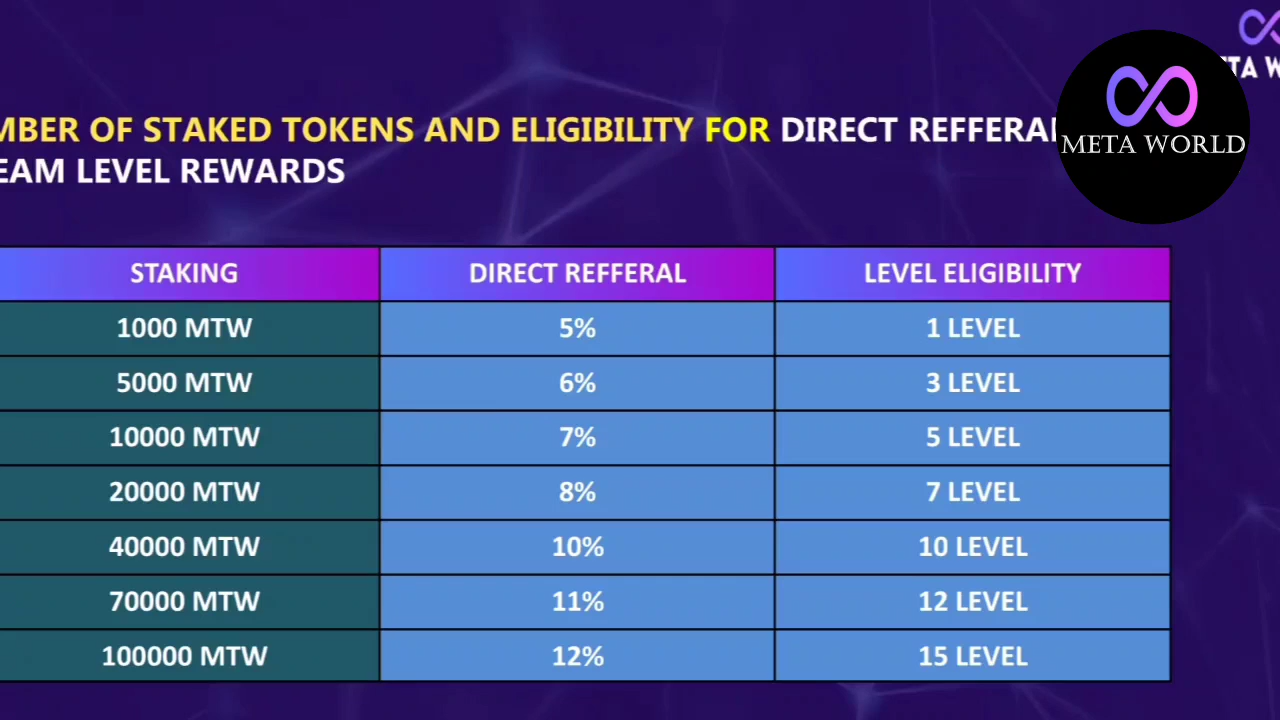 META WORLD
MBER OF STAKED TOKENS AND ELIGIBILITY FOR DIRECT REFFERAL
EAM LEVEL REWARDS
STAKING DIRECT REFFERAL LEVEL ELIGIBILITY
1000 MTW 5% 1 LEVEL
5000 MTW 6% 3 LEVEL
10000 MTW 7% 5 LEVEL
20000 MTW 8% 7 LEVEL
40000 MTW 10% 10 LEVEL
70000 MTW 11% 12 LEVEL
100000 MTW 12% 15 LEVEL